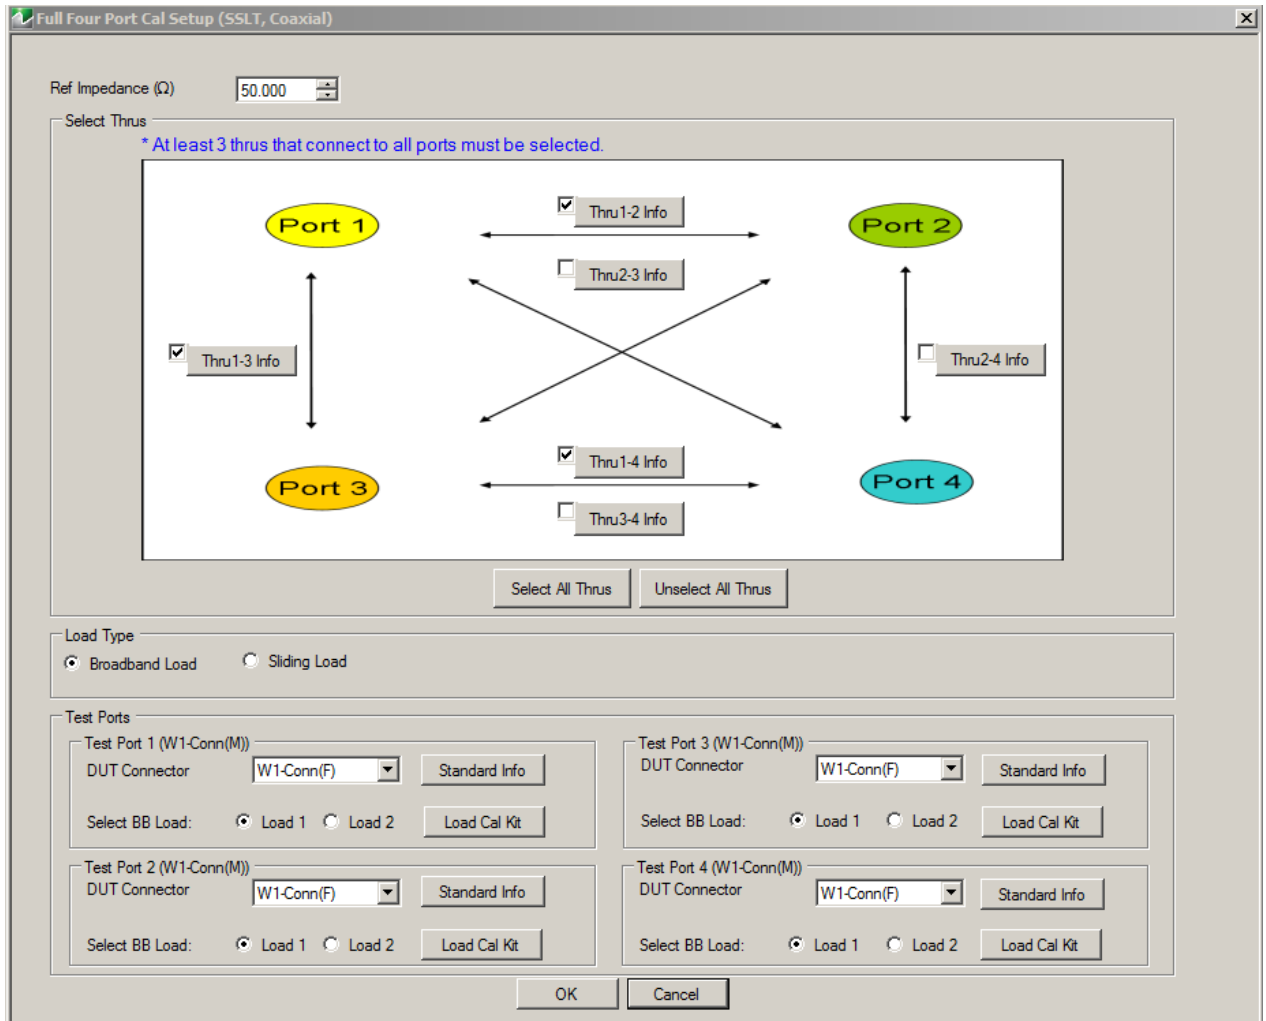 Full Four Port Cal Setup (SSLT, Coaxial)
Ref Impedance (Ω) 50.000
Select Thrus
* At least 3 thrus that connect to all ports must be selected.
Port 1 Thru1-2 Info Port 2
Thru2-3 Info
Thru1-3 Info Thru2-4 Info
Thru1-4 Info
Port 3 Port 4
Thru3-4 Info
Select All Thrus Unselect All Thrus
Load Type
Broadband Load Sliding Load
Test Ports
Test Port 1 (W1-Conn(M))
DUT Connector W1-Conn(F) Standard Info
Select BB Load: Load 1 Load 2 Load Cal Kit
Test Port 3 (W1-Conn(M))
DUT Connector W1-Conn(F) Standard Info
Select BB Load: Load 1 Load 2 Load Cal Kit
Test Port 2 (W1-Conn(M))
DUT Connector W1-Conn(F) Standard Info
Select BB Load: Load 1 Load 2 Load Cal Kit
Test Port 4 (W1-Conn(M))
DUT Connector W1-Conn(F) Standard Info
Select BB Load: Load 1 Load 2 Load Cal Kit
OK Cancel